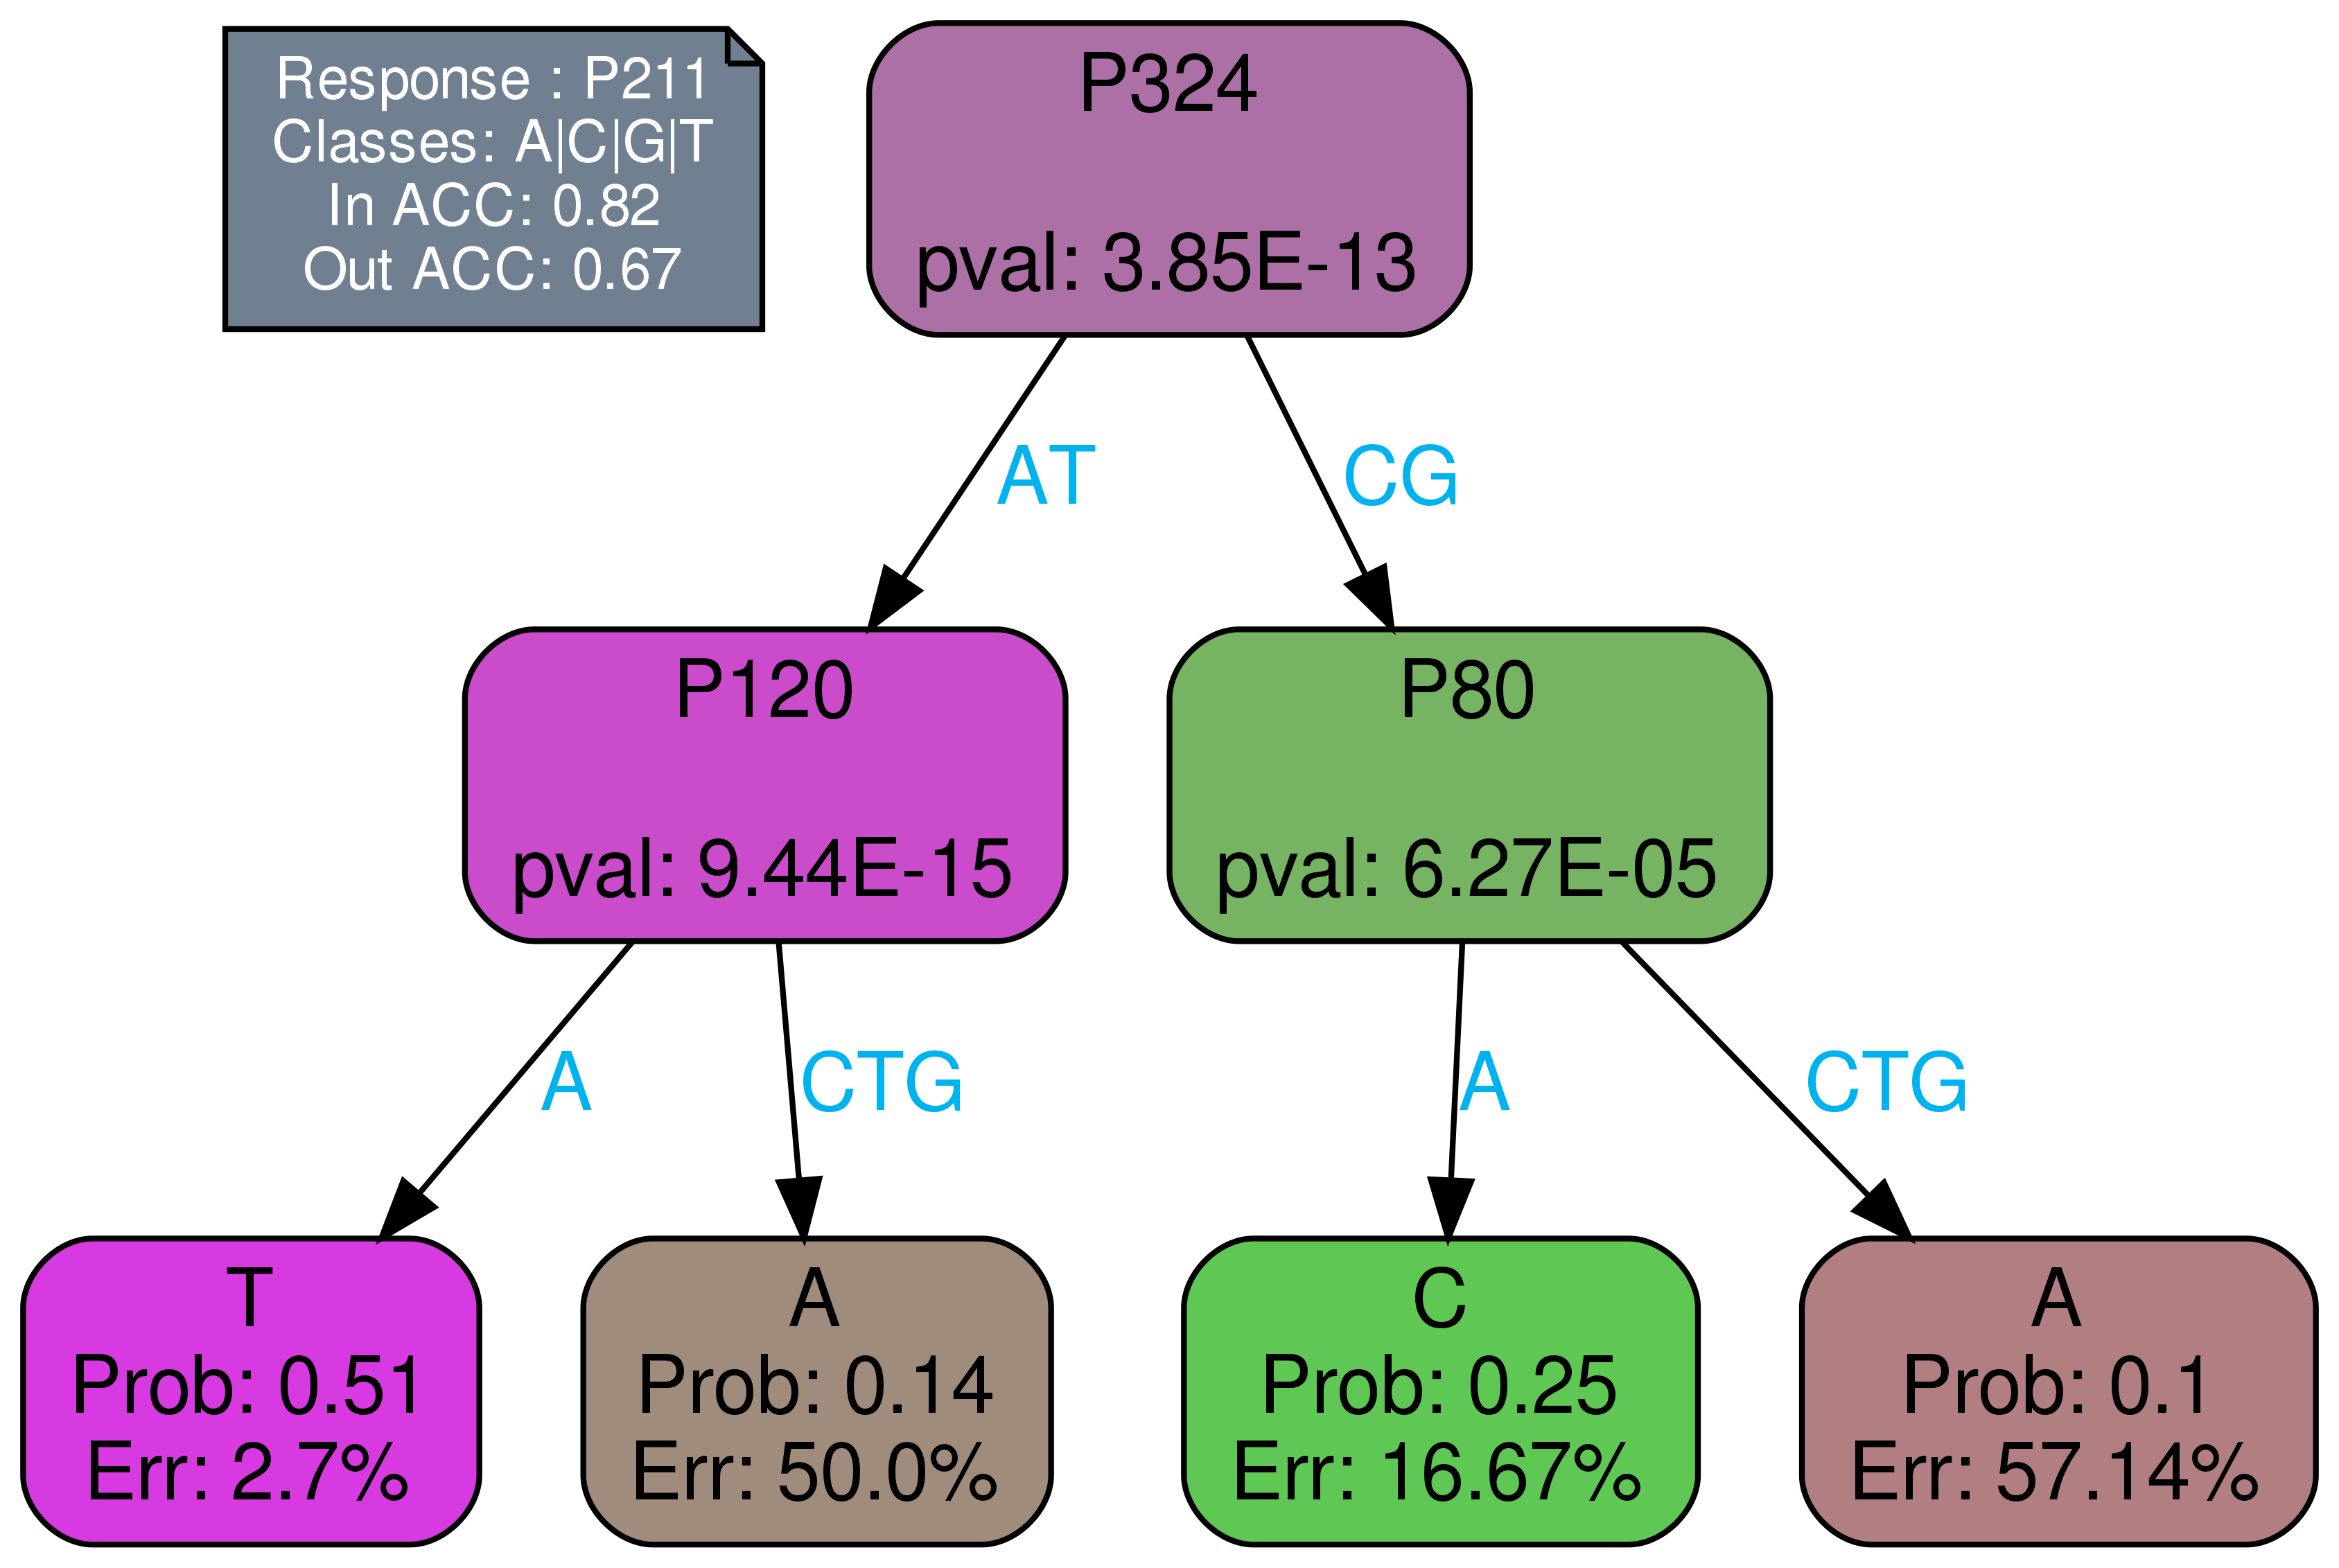 Response : P211
Classes: A|C|G|T
In ACC: 0.82
Out ACC: 0.67
P324
pval: 3.85E-13
AT
CG
P120
pval: 9.44E-15
P80
pval: 6.27E-05
A
CTG
A
CTG
T
Prob: 0.51
Err: 2.7%
A
Prob: 0.14
Err: 50.0%
C
Prob: 0.25
Err: 16.67%
A
Prob: 0.1
Err: 57.14%